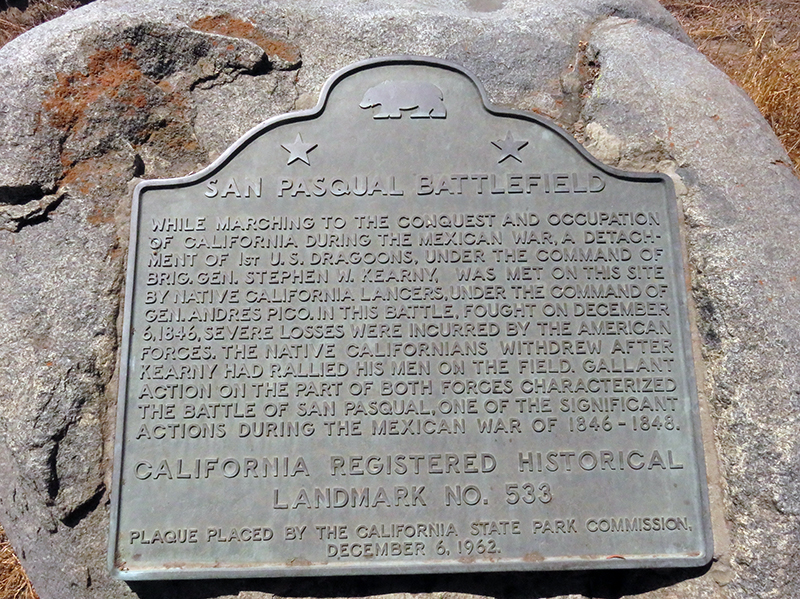 SAN PASQUAL BATTLEFIELD
WHILE MARCHING TO THE CONQUEST AND OCCUPATION
OF CALIFORNIA DURING THE MEXICAN WAR, A DETACH-
MENT OF 1ST U.S. DRAGOONS, UNDER THE COMMAND OF
BRIG. GEN. STEPHEN W. KEARNY, WAS MET ON THIS SITE
BY NATIVE CALIFORNIA LANCERS, UNDER THE COMMAND OF
GEN. ANDRES PICO. IN THIS BATTLE, FOUGHT ON DECEMBER
6, 1846, SEVERE LOSSES WERE INCURRED BY THE AMERICAN
FORCES. THE NATIVE CALIFORNIANS WITHDREW AFTER
KEARNY HAD RALLIED HIS MEN ON THE FIELD. GALLANT
ACTION ON THE PART OF BOTH FORCES CHARACTERIZED
THE BATTLE OF SAN PASQUAL, ONE OF THE SIGNIFICANT
ACTIONS DURING THE MEXICAN WAR OF 1846-1848.
CALIFORNIA REGISTERED HISTORICAL
LANDMARK NO. 533
PLAQUE PLACED BY THE CALIFORNIA STATE PARK COMMISSION.
DECEMBER 6, 1962.